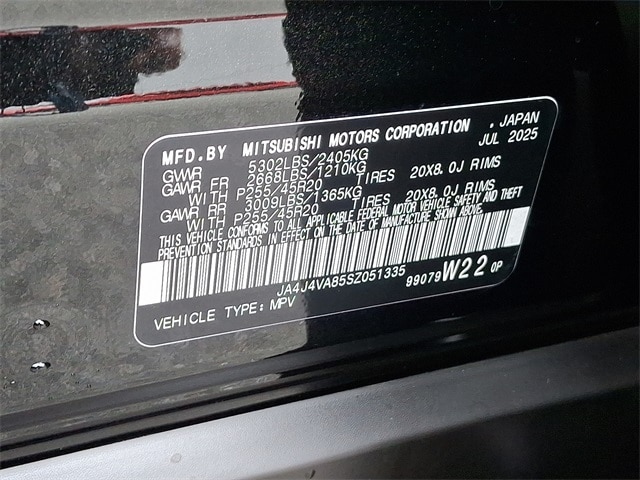 MFD.BY MITSUBISHI MOTORS CORPORATION , JAPAN
GVWR 5302LBS/2405KG JUL 2025
GAWR FR 2668LBS/1210KG
WITH P255/45R20 TIRES 20X8.0J RIMS
GAWR RR 3009LBS/1365KG
WITH P255/45R20 TIRES 20X8.0J RIMS
THIS VEHICLE CONFORMS TO ALL APPLICABLE FEDERAL MOTOR VEHICLE SAFETY AND THEFT
PREVENTION STANDARDS IN EFFECT ON THE DATE OF MANUFACTURE SHOWN ABOVE.
JA4J4VA85SZ051335
99079 W22 0P
VEHICLE TYPE: MPV